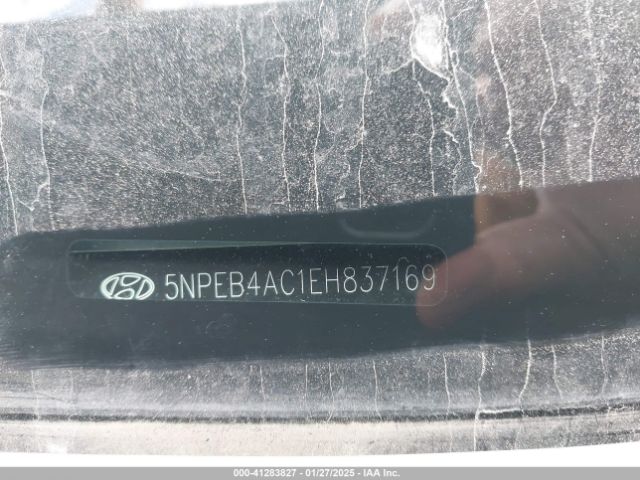 5NPEB4AC1EH837169
000-41283827 - 01/27/2025 - IAA Inc.